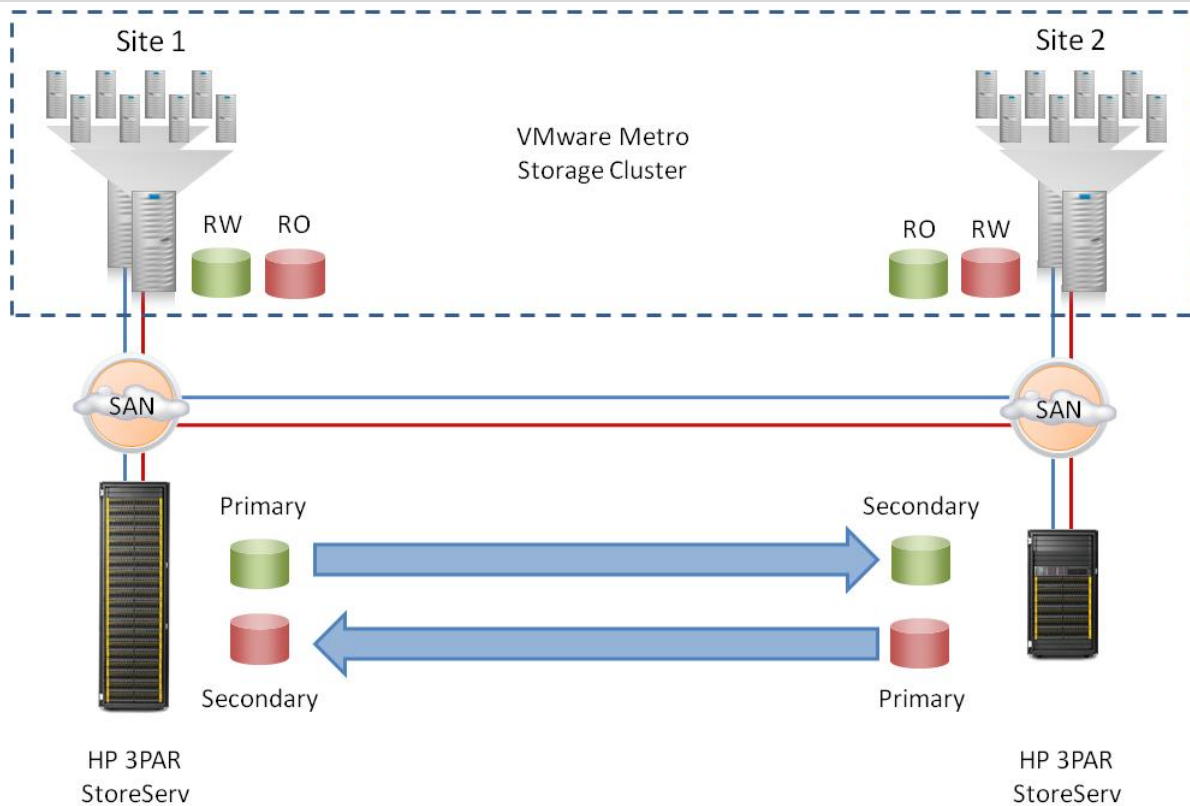 Site 1
Site 2
VMware Metro
Storage Cluster
RW
RO
RO
RW
SAN
SAN
Primary
Secondary
Secondary
Primary
HP 3PAR
StoreServ
HP 3PAR
StoreServ